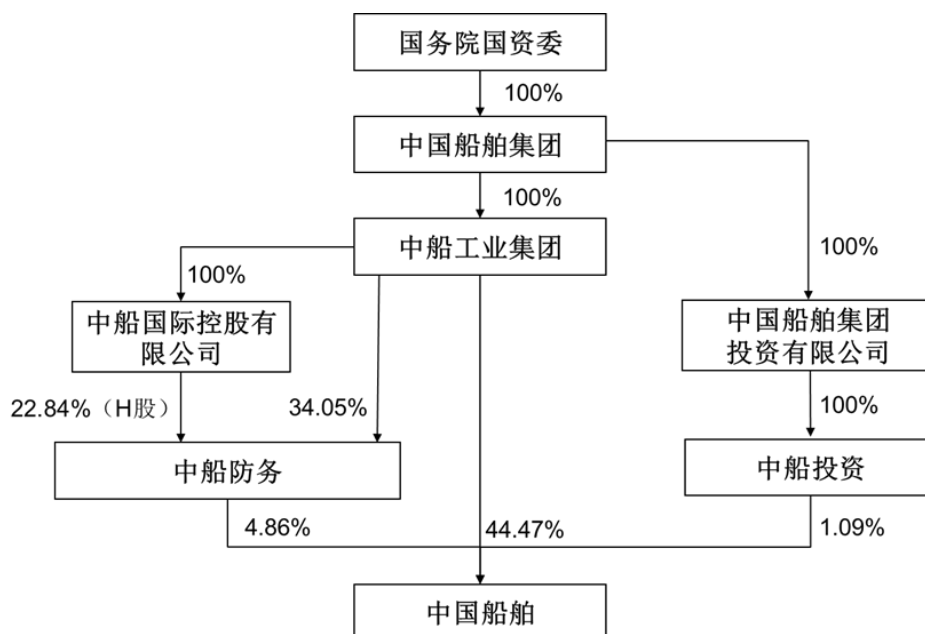 国务院国资委
100%
中国船舶集团
100%
中船工业集团
100%
100%
中船国际控股有
限公司
中国船舶集团
投资有限公司
22.84%（H股）
34.05%
100%
中船防务
中船投资
4.86%
44.47%
1.09%
中国船舶